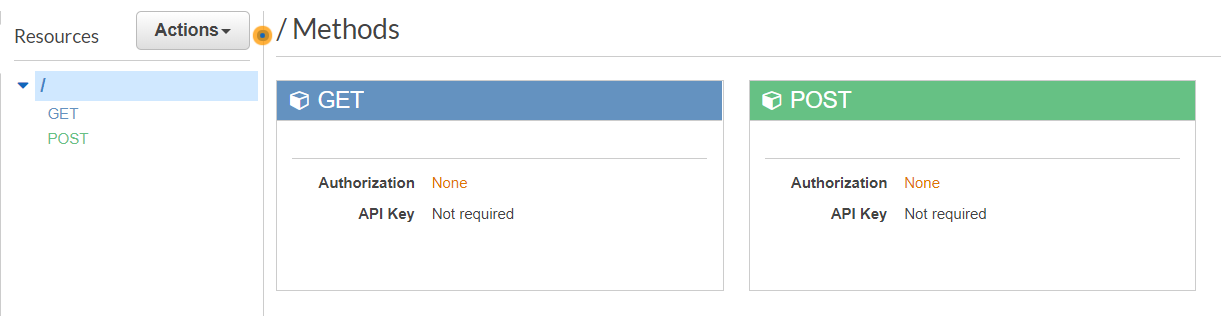 Resources
Actions
/ Methods
/
GET
POST
GET
Authorization None
API Key Not required
POST
Authorization None
API Key Not required